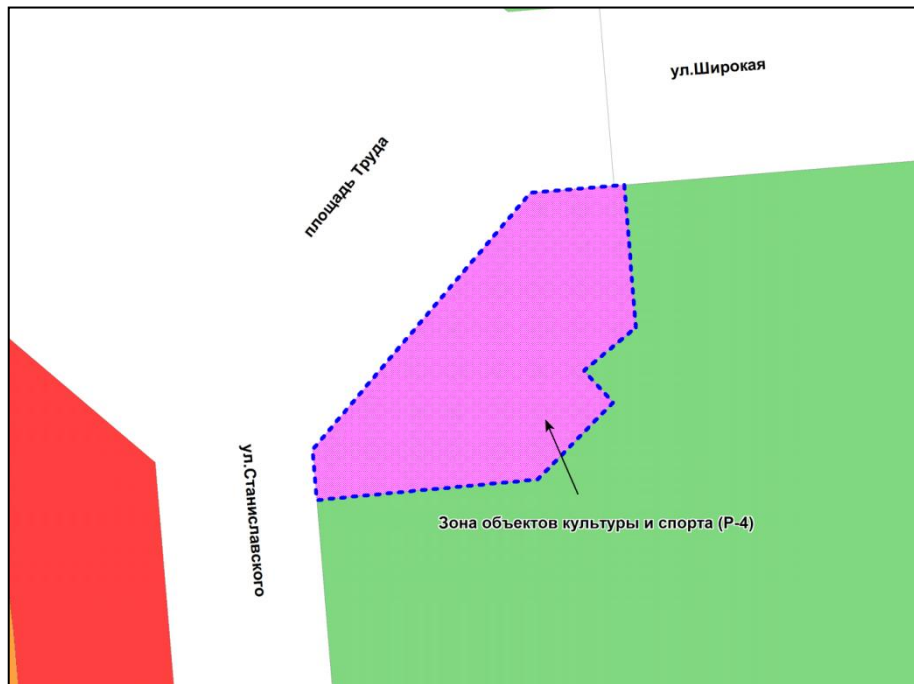 ул.Широкая
площадь Труда
ул.Станиславского
Зона объектов культуры и спорта (Р-4)